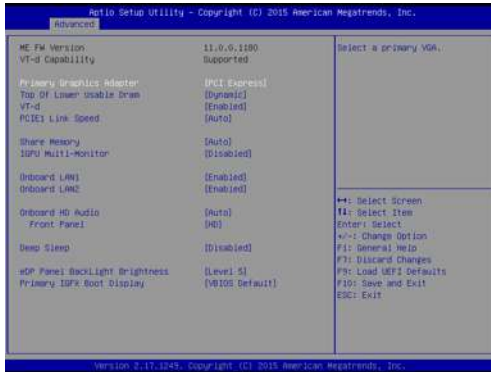 Aptio Setup Utility - Copyright (C) 2015 American Megatrends, Inc.
Advanced
ME FW Version 11.0.0.1180
VT-d Capability Supported
Primary Graphics Adapter [PCI Express]
Top Of Lower Usable Dram [Dynamic]
VT-d [Enabled]
PCIE1 Link Speed [Auto]
Share Memory [Auto]
IGPU Multi-Monitor [Disabled]
Onboard LAN1 [Enabled]
Onboard LAN2 [Enabled]
Onboard HD Audio [Auto]
Front Panel [HD]
Deep Sleep [Disabled]
eDP Panel BackLight Brightness [Level 5]
Primary IGFX Boot Display [VBIOS Default]
Select a primary VGA.
↔: Select Screen
↑↓: Select Item
Enter: Select
+/-: Change Option
F1: General Help
F7: Discard Changes
F9: Load UEFI Defaults
F10: Save and Exit
ESC: Exit
Version 2.17.1249. Copyright (C) 2015 American Megatrends, Inc.